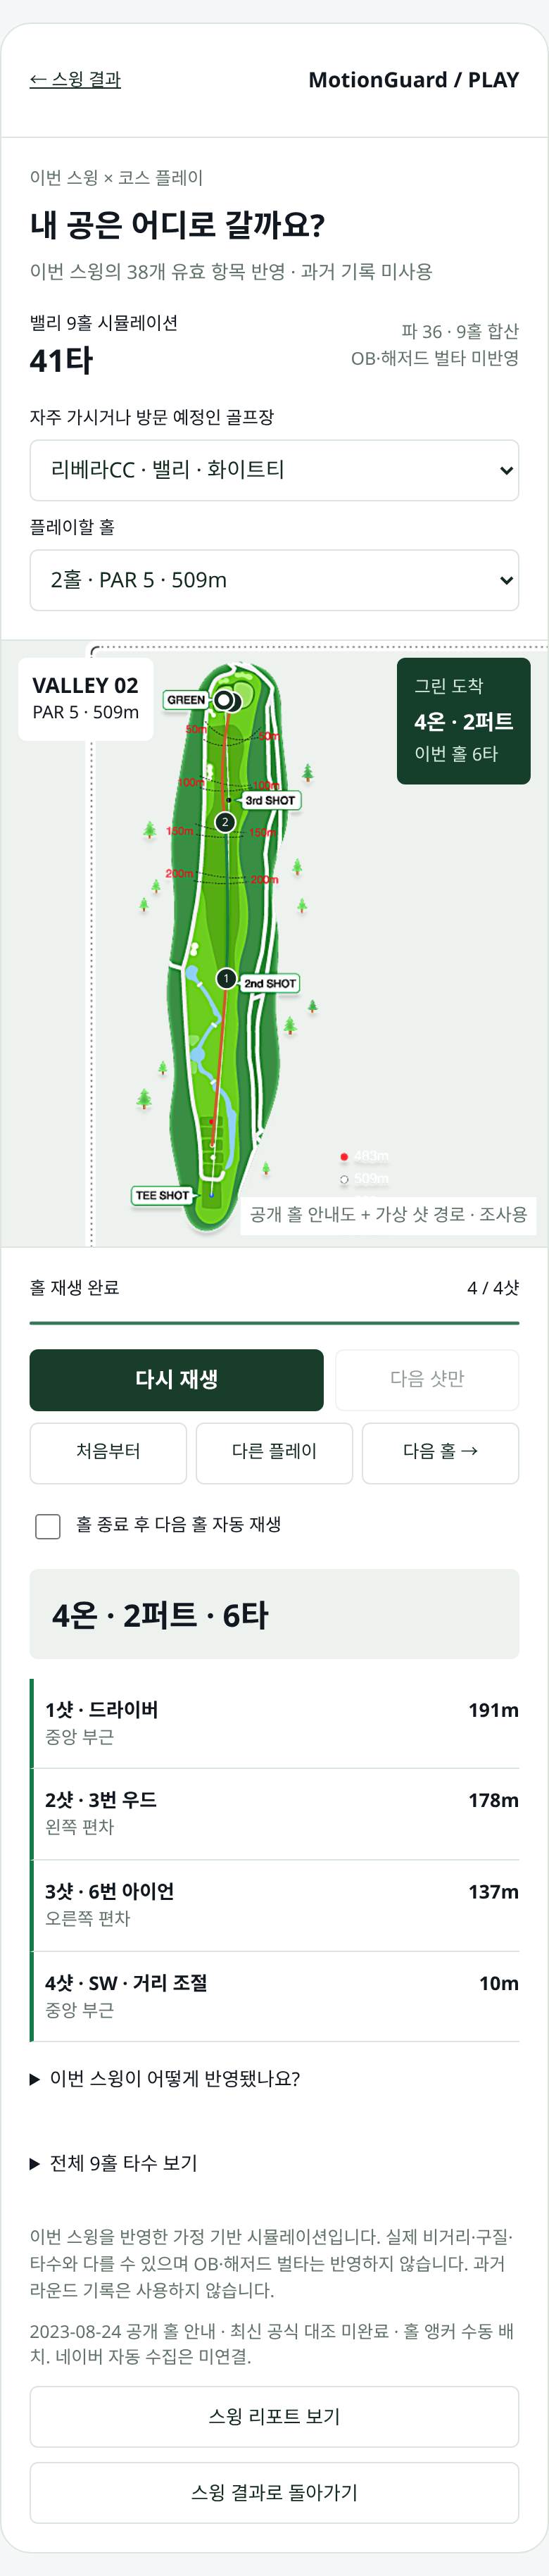 ← 스윙 결과
MotionGuard / PLAY
이번 스윙 × 코스 플레이
내 공은 어디로 갈까요?
이번 스윙의 38개 유효 항목 반영 · 과거 기록 미사용
밸리 9홀 시뮬레이션
41타
파 36 · 9홀 합산
OB·해저드 벌타 미반영
자주 가시거나 방문 예정인 골프장
리베라CC · 밸리 · 화이트티
플레이할 홀
2홀 · PAR 5 · 509m
VALLEY 02
PAR 5 · 509m
그린 도착
4온 · 2퍼트
이번 홀 6타
GREEN
50m
50m
100m
100m
3rd SHOT
2
150m
150m
200m
200m
1
2nd SHOT
483m
509m
TEE SHOT
공개 홀 안내도 + 가상 샷 경로 · 조사용
홀 재생 완료
4 / 4샷
다시 재생
다음 샷만
처음부터
다른 플레이
다음 홀 →
홀 종료 후 다음 홀 자동 재생
4온 · 2퍼트 · 6타
1샷 · 드라이버
191m
중앙 부근
2샷 · 3번 우드
178m
왼쪽 편차
3샷 · 6번 아이언
137m
오른쪽 편차
4샷 · SW · 거리 조절
10m
중앙 부근
▶ 이번 스윙이 어떻게 반영됐나요?
▶ 전체 9홀 타수 보기
이번 스윙을 반영한 가정 기반 시뮬레이션입니다. 실제 비거리·구질·
타수와 다를 수 있으며 OB·해저드 벌타는 반영하지 않습니다. 과거
라운드 기록은 사용하지 않습니다.
2023-08-24 공개 홀 안내 · 최신 공식 대조 미완료 · 홀 앵커 수동 배
치. 네이버 자동 수집은 미연결.
스윙 리포트 보기
스윙 결과로 돌아가기